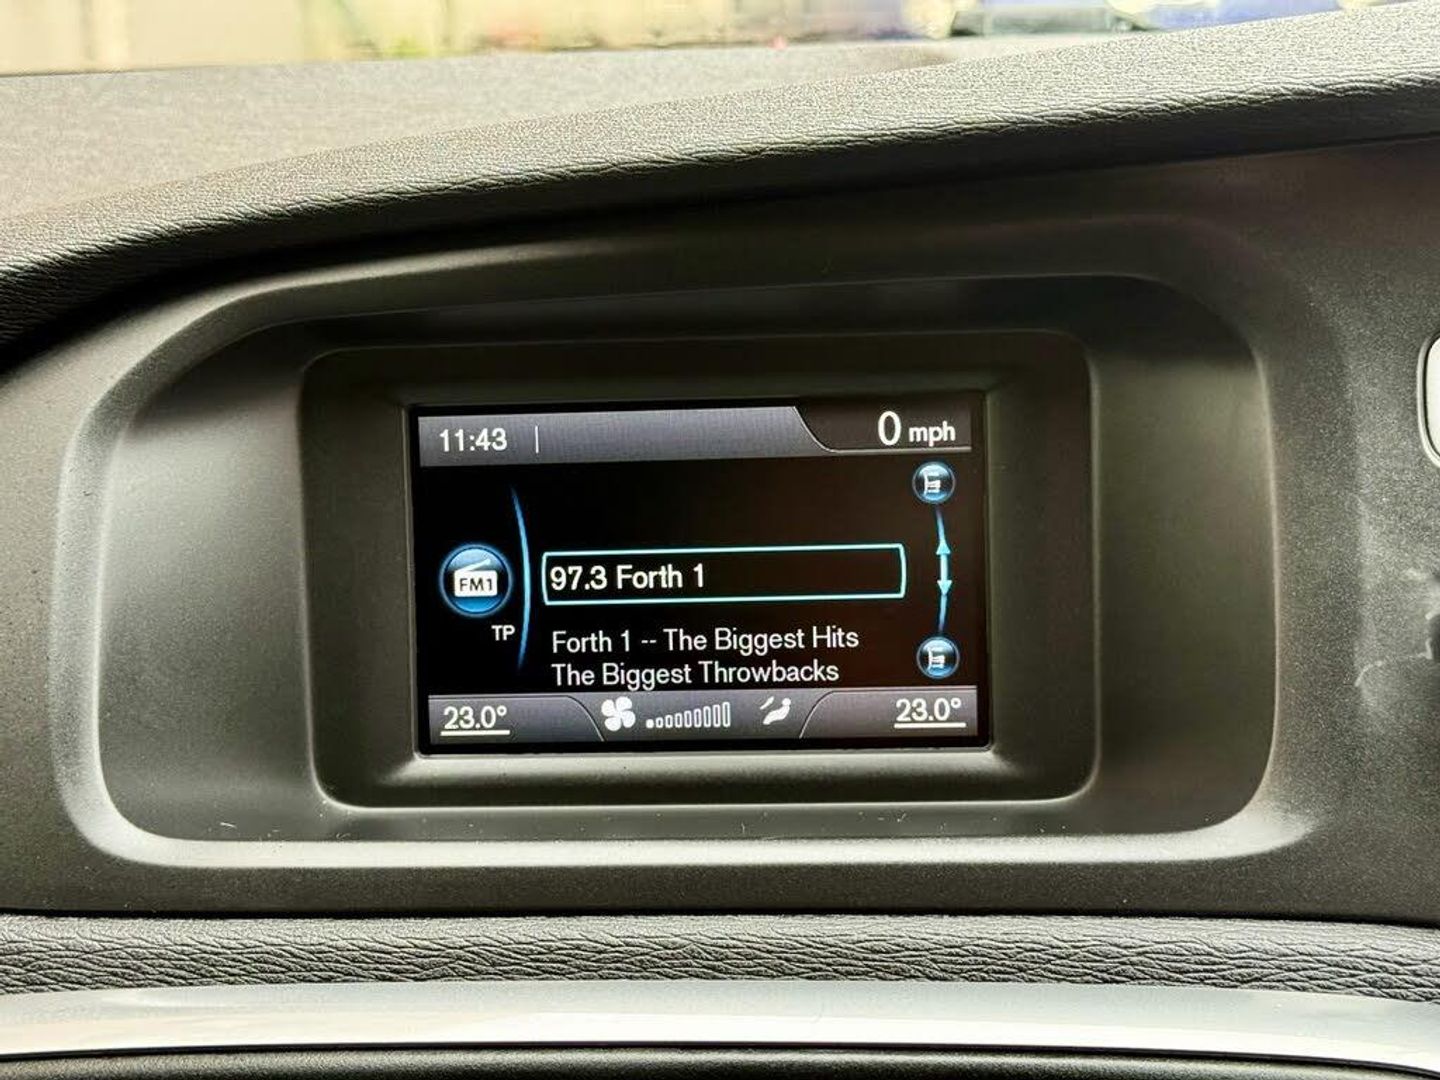 11:43
0 mph
97.3 Forth 1
FM1
TP
Forth 1 -- The Biggest Hits
The Biggest Throwbacks
23.0°
23.0°